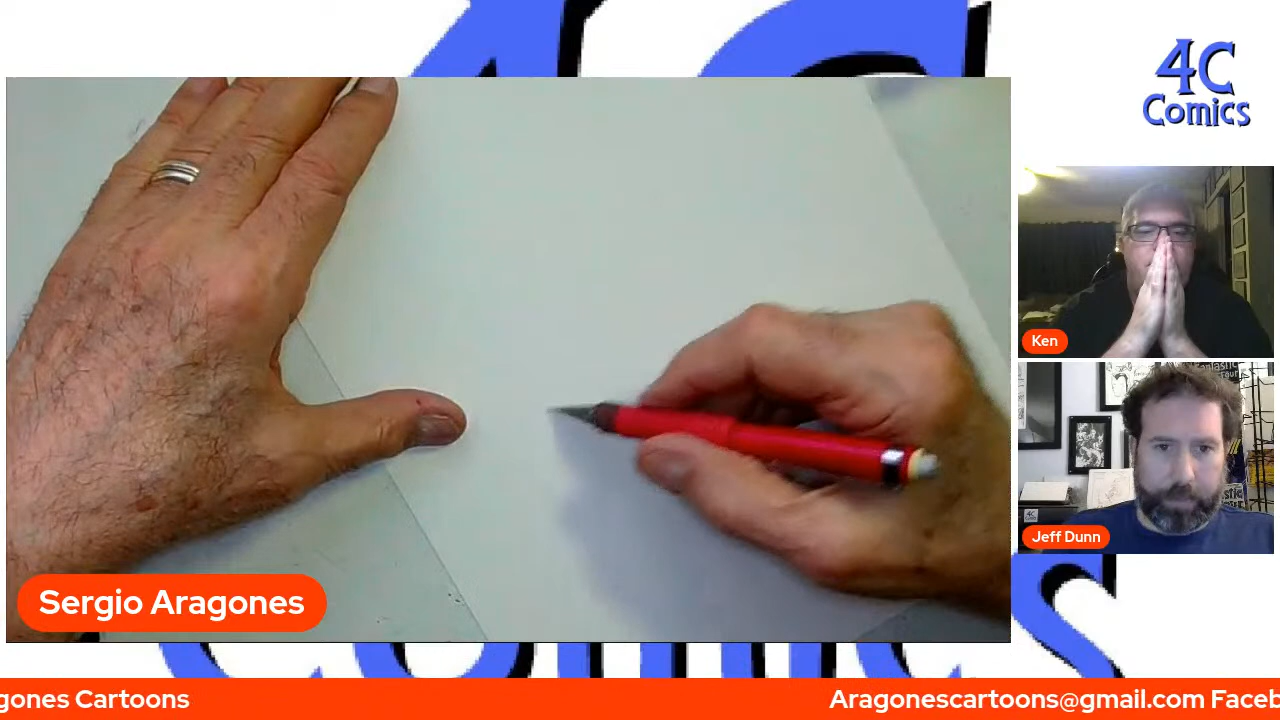 4C
Comics
Ken
Jeff Dunn
Sergio Aragones
gones Cartoons
Aragonescartoons@gmail.com Faceb